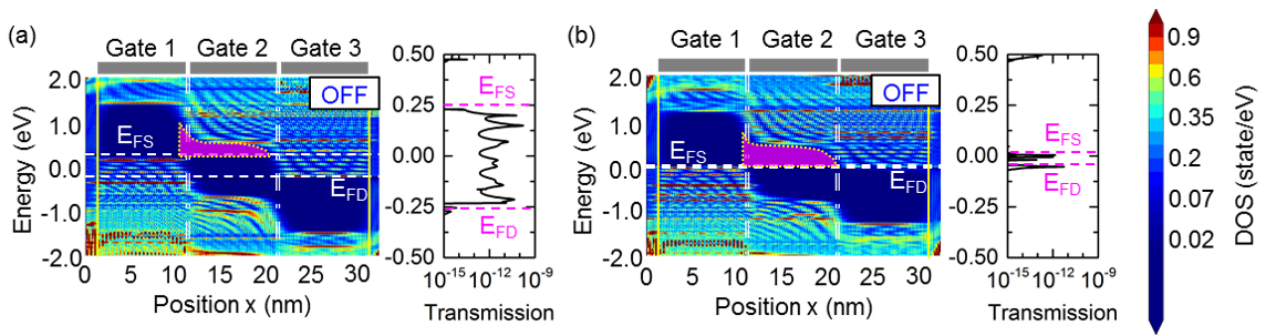 (a)
Gate 1 Gate 2 Gate 3
OFF
2.0
1.0
0.0
-1.0
-2.0
Energy (eV)
E_FS
E_FD
0 5 10 15 20 25 30
Position x (nm)
0.50
0.25
0.00
-0.25
-0.50
E_FS
E_FD
10^-15 10^-12 10^-9
Transmission
(b)
Gate 1 Gate 2 Gate 3
OFF
2.0
1.0
0.0
-1.0
-2.0
Energy (eV)
E_FS
E_FD
0 5 10 15 20 25 30
Position x (nm)
0.50
0.25
0.00
-0.25
-0.50
E_FS
E_FD
10^-15 10^-12 10^-9
Transmission
0.9
0.6
0.35
0.2
0.07
0.02
DOS (state/eV)